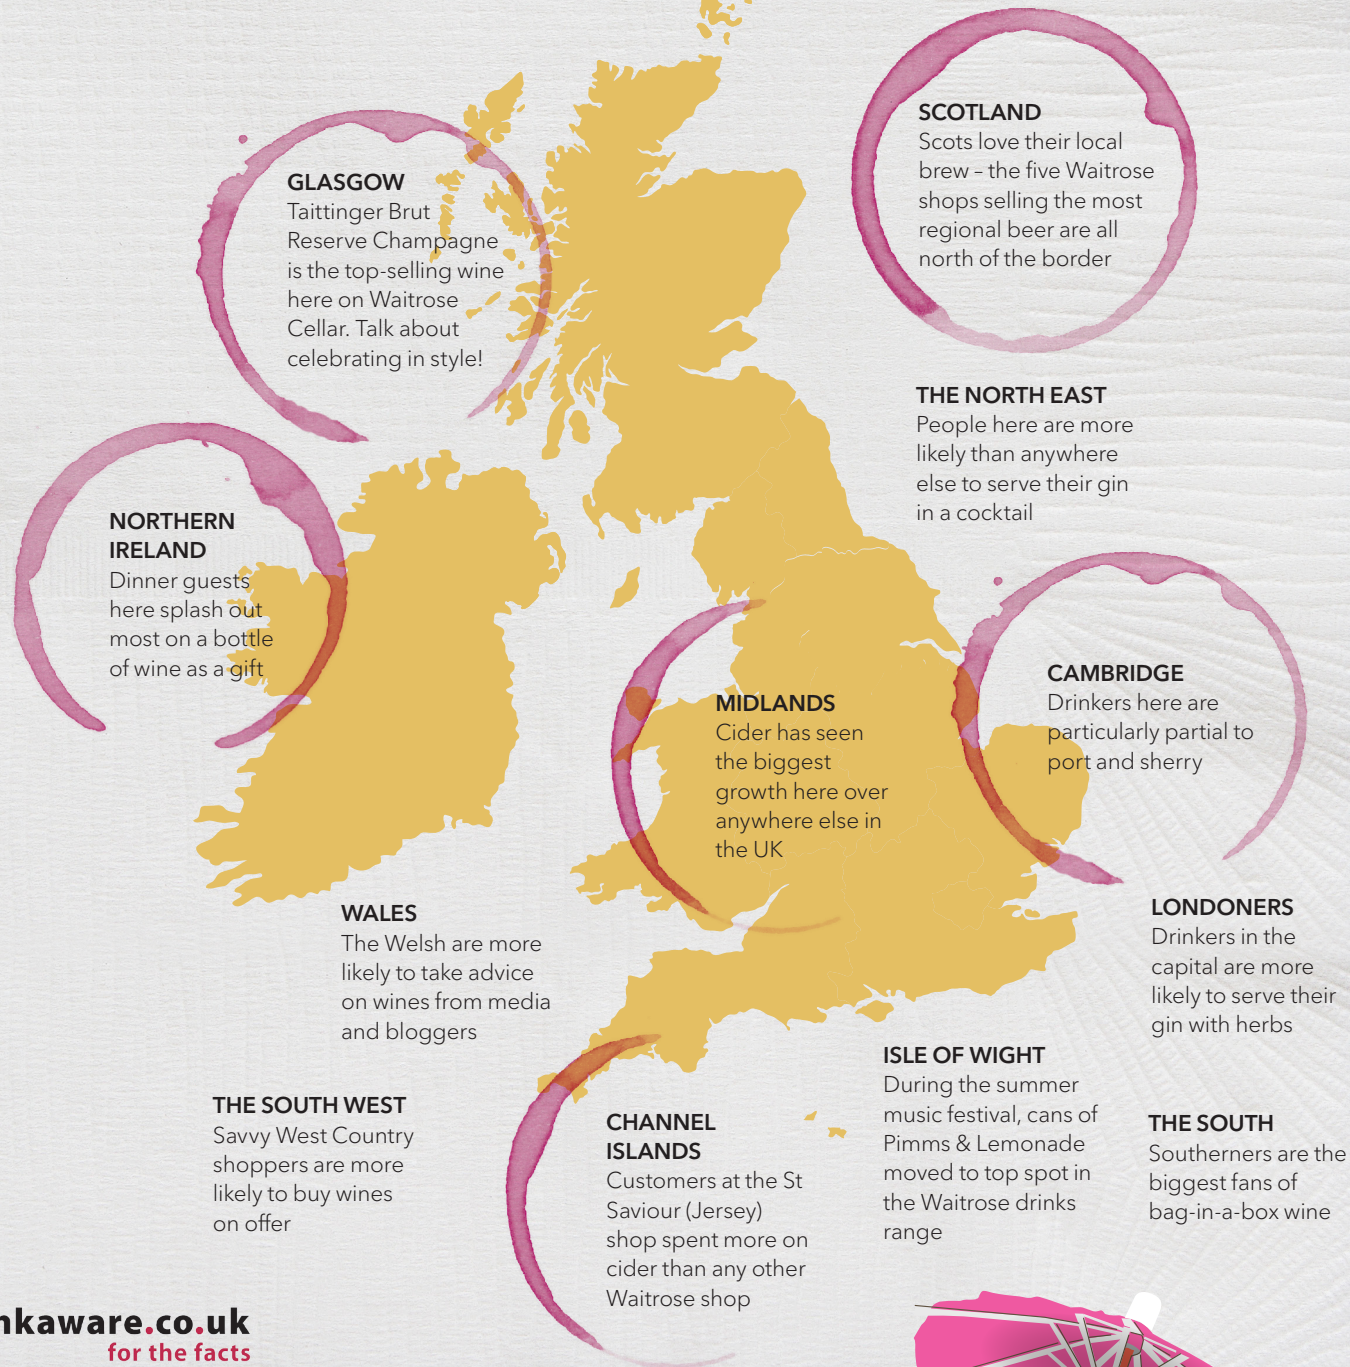 SCOTLAND
Scots love their local
brew – the five Waitrose
shops selling the most
regional beer are all
north of the border
GLASGOW
Taittinger Brut
Reserve Champagne
is the top-selling wine
here on Waitrose
Cellar. Talk about
celebrating in style!
THE NORTH EAST
People here are more
likely than anywhere
else to serve their gin
in a cocktail
NORTHERN
IRELAND
Dinner guests
here splash out
most on a bottle
of wine as a gift
MIDLANDS
Cider has seen
the biggest
growth here over
anywhere else in
the UK
CAMBRIDGE
Drinkers here are
particularly partial to
port and sherry
WALES
The Welsh are more
likely to take advice
on wines from media
and bloggers
LONDONERS
Drinkers in the
capital are more
likely to serve their
gin with herbs
THE SOUTH WEST
Savvy West Country
shoppers are more
likely to buy wines
on offer
CHANNEL
ISLANDS
Customers at the St
Saviour (Jersey)
shop spent more on
cider than any other
Waitrose shop
ISLE OF WIGHT
During the summer
music festival, cans of
Pimms & Lemonade
moved to top spot in
the Waitrose drinks
range
THE SOUTH
Southerners are the
biggest fans of
bag-in-a-box wine
nkaware.co.uk
for the facts